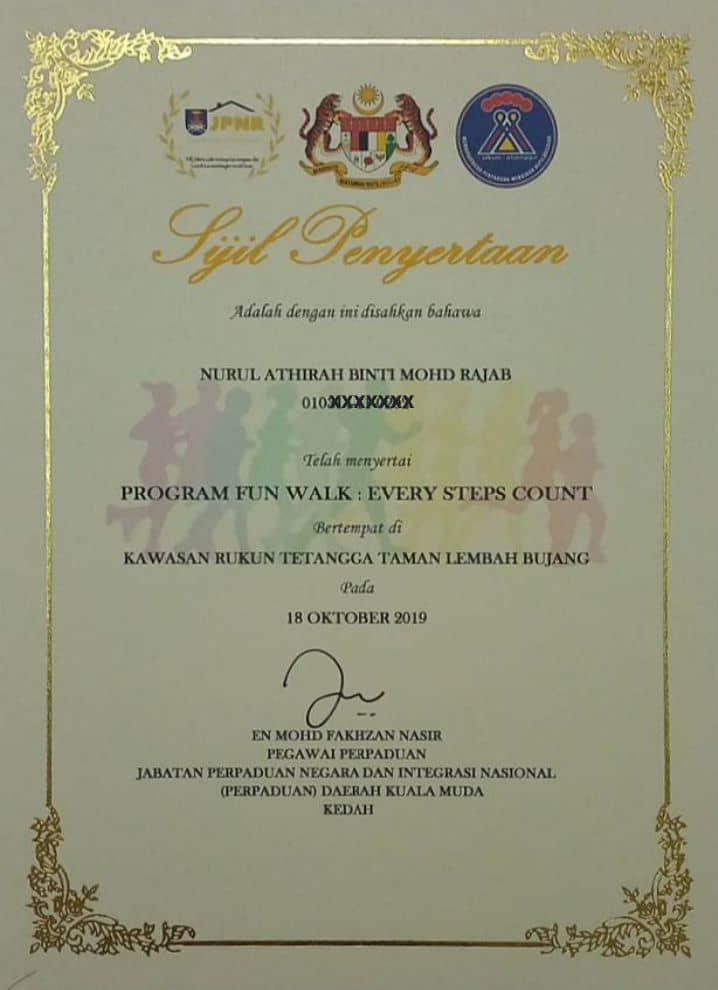 JPNR
Sijil Penyertaan
Adalah dengan ini disahkan bahawa
NURUL ATHIRAH BINTI MOHD RAJAB
010XXXXXXX
Telah menyertai
PROGRAM FUN WALK : EVERY STEPS COUNT
Bertempat di
KAWASAN RUKUN TETANGGA TAMAN LEMBAH BUJANG
Pada
18 OKTOBER 2019
EN MOHD FAKHZAN NASIR
PEGAWAI PERPADUAN
JABATAN PERPADUAN NEGARA DAN INTEGRASI NASIONAL
(PERPADUAN) DAERAH KUALA MUDA
KEDAH